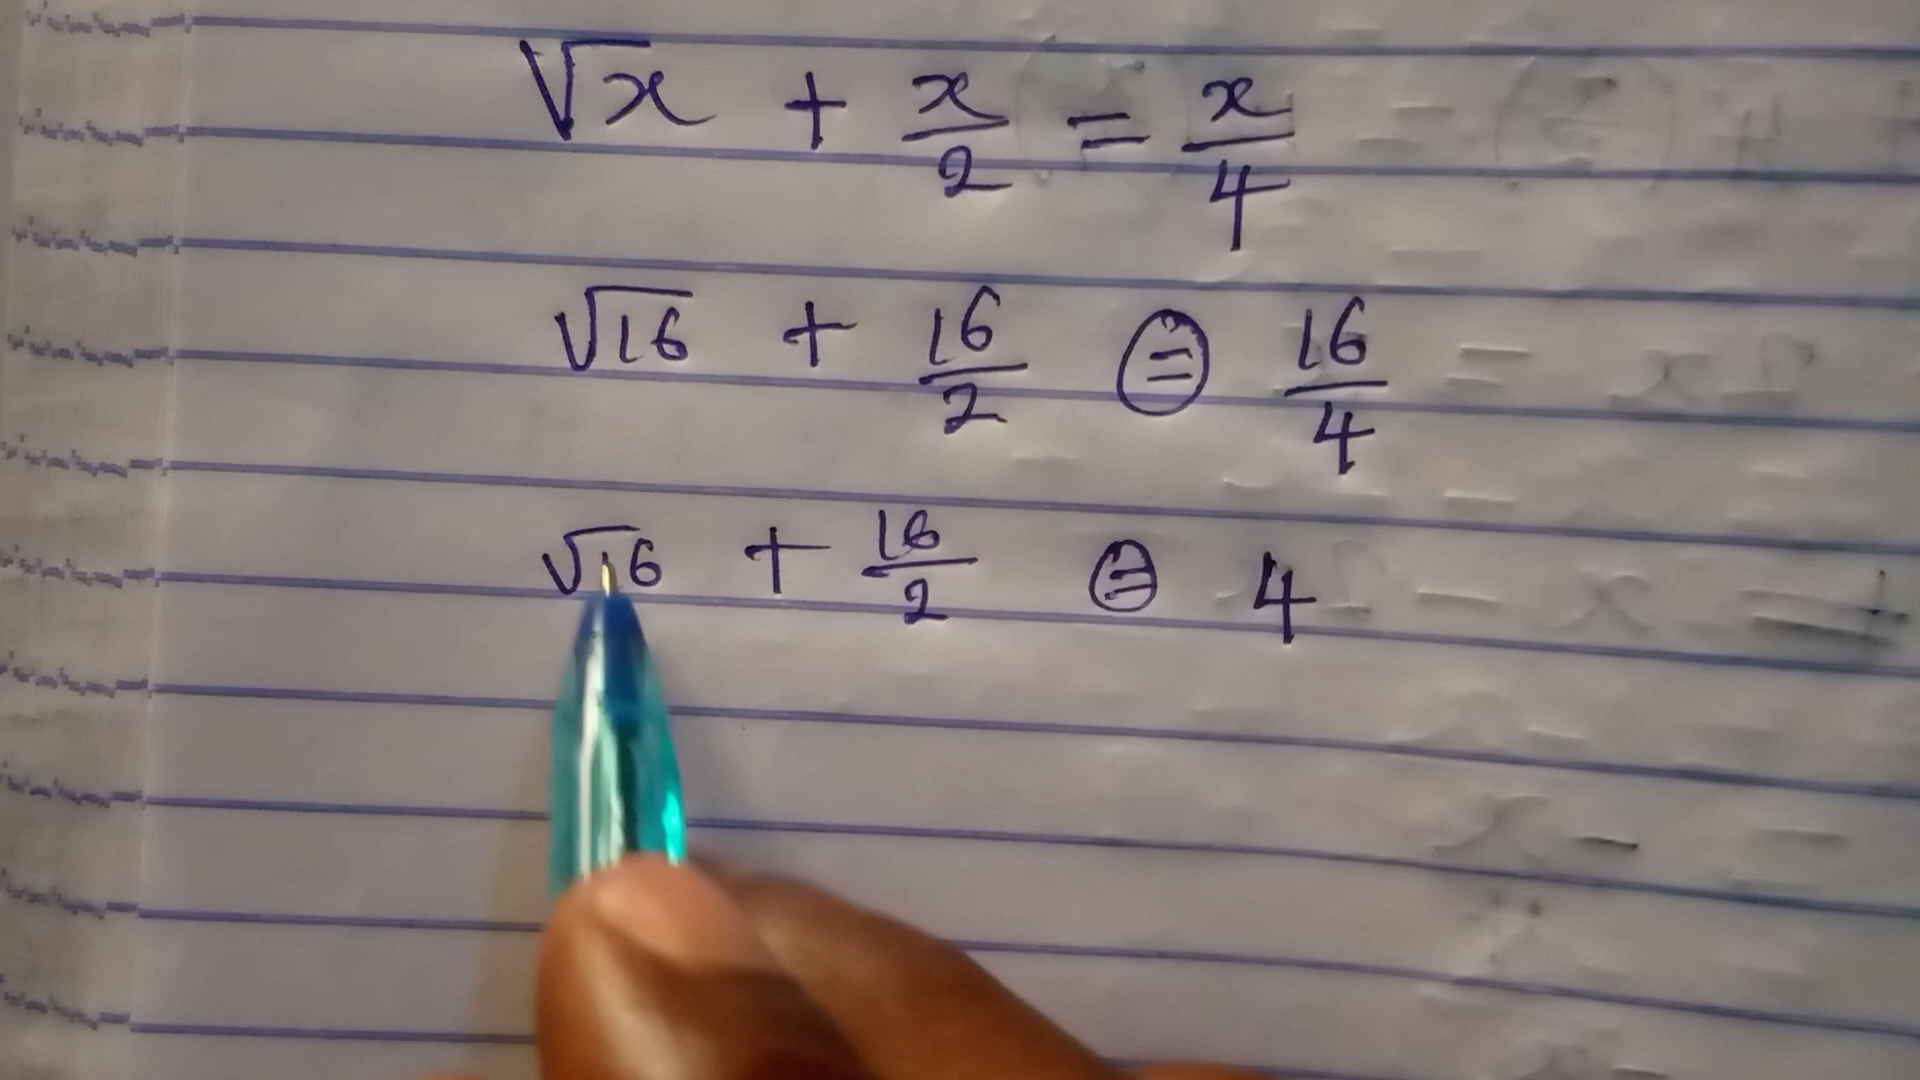 √x + x/2 = x/4
√16 + 16/2 = 16/4
√16 + 16/2 = 4